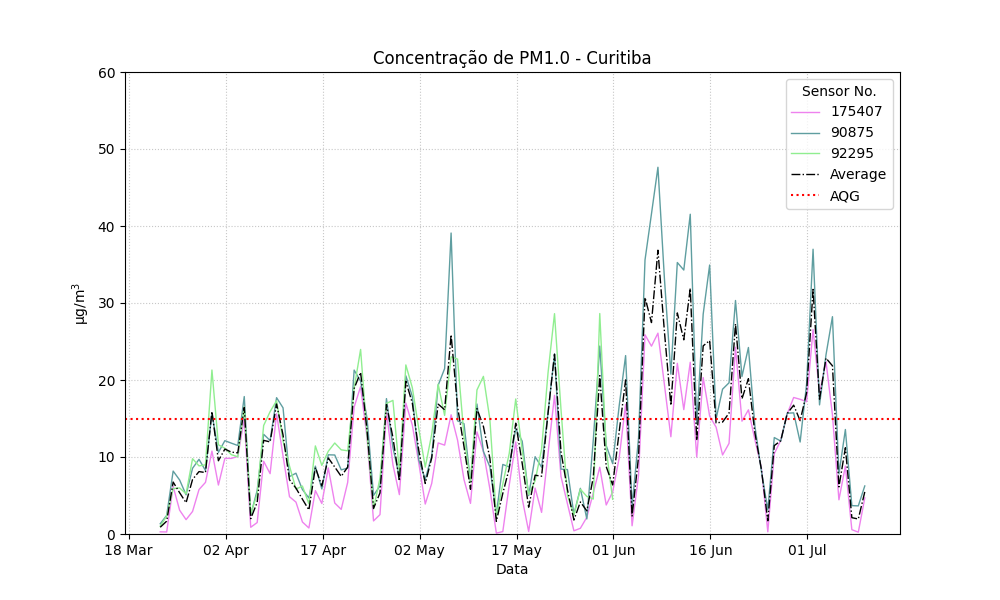 Concentração de PM1.0 - Curitiba
60
50
40
30
20
10
0
µg/m³
Sensor No.
175407
90875
92295
Average
AQG
18 Mar
02 Apr
17 Apr
02 May
17 May
01 Jun
16 Jun
01 Jul
Data